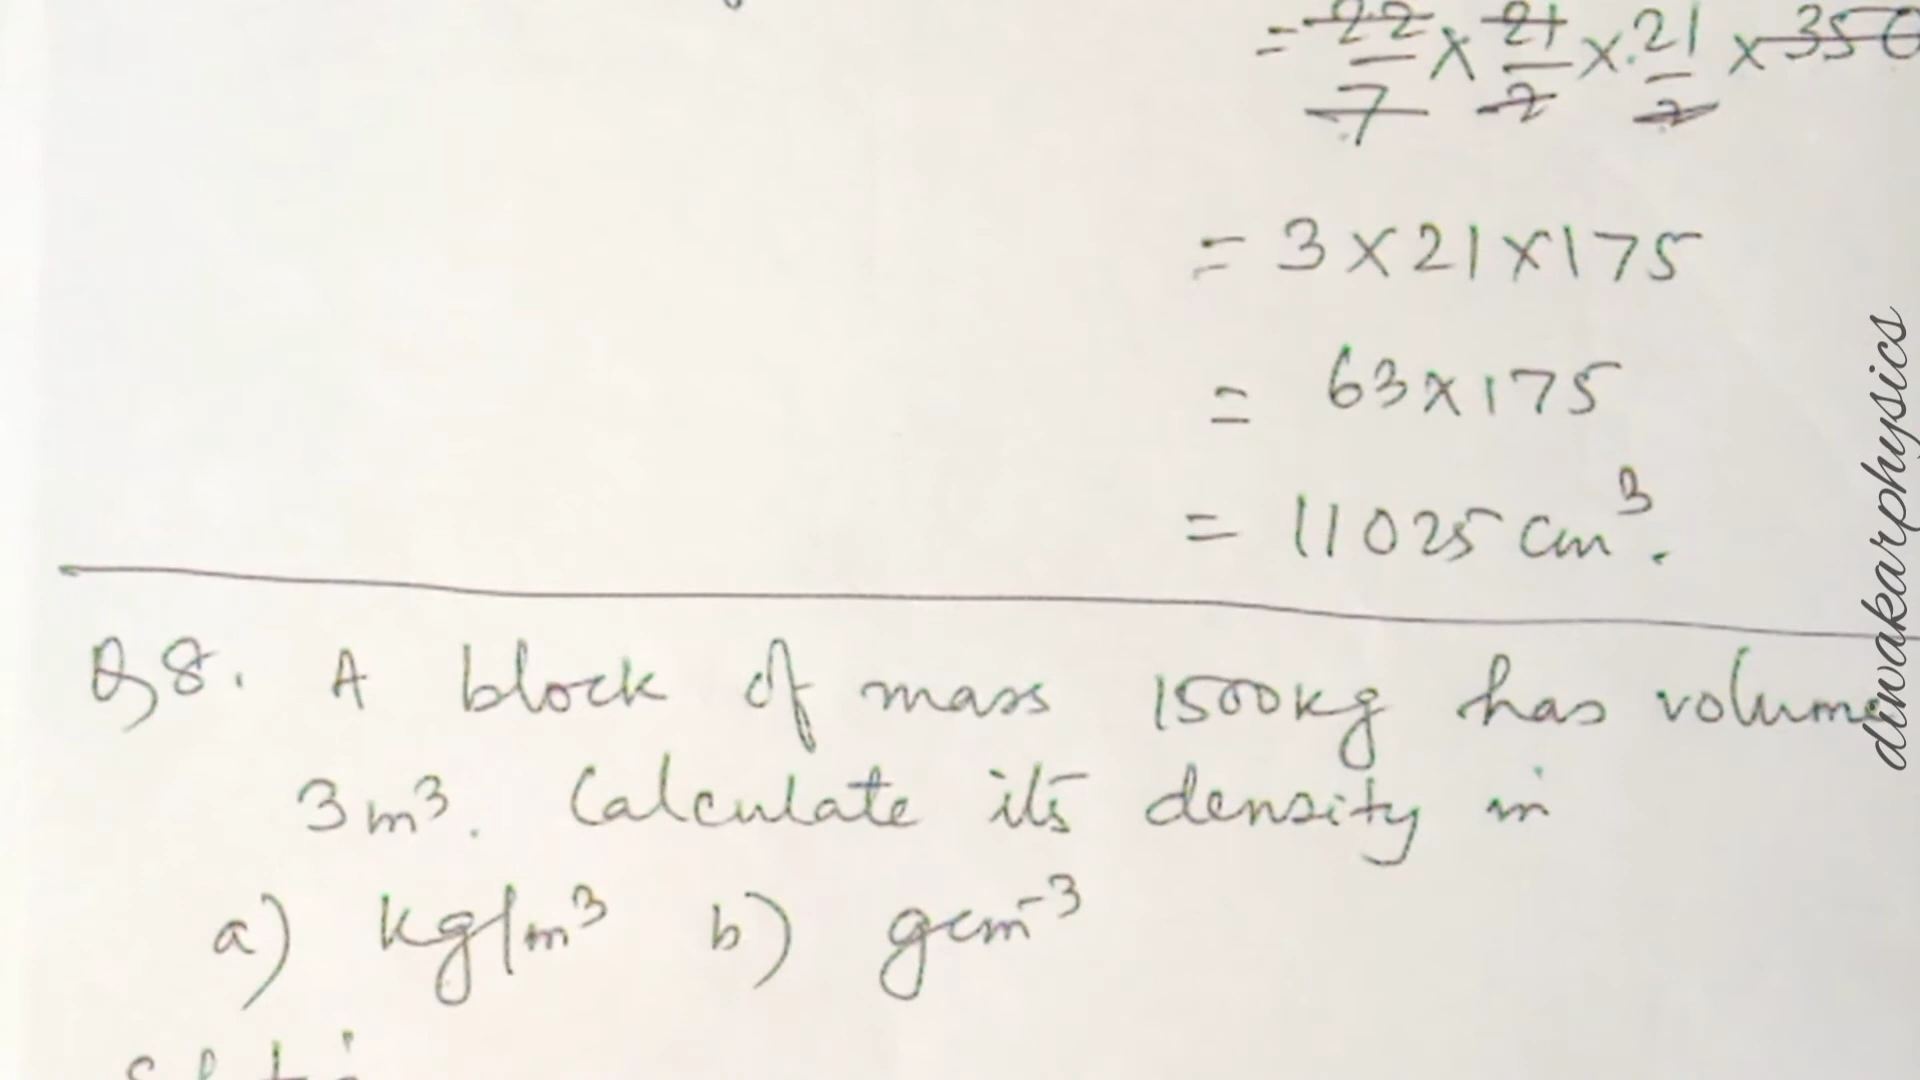 = 22/7 × 21/2 × 21/2 × 350
= 3 × 21 × 175
= 63 × 175
= 11025 cm³.
Q8. A block of mass 1500kg has volume
3m³. Calculate its density in
a) kg/m³ b) gcm⁻³
diwakarphysics